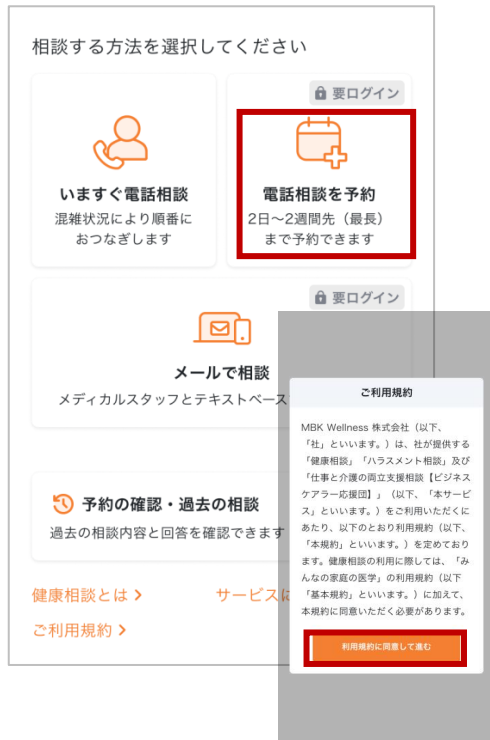 相談する方法を選択してください
要ログイン
いますぐ電話相談
混雑状況により順番に
おつなぎします
電話相談を予約
2日〜2週間先（最長）
まで予約できます
要ログイン
メールで相談
メディカルスタッフとテキストベース
予約の確認・過去の相談
過去の相談内容と回答を確認できます
健康相談とは
サービスに
ご利用規約
ご利用規約
MBK Wellness 株式会社（以下、
「社」といいます。）は、社が提供する
「健康相談」「ハラスメント相談」及び
「仕事と介護の両立支援相談【ビジネス
ケアラー応援団】」（以下、「本サービ
ス」といいます。）をご利用いただくに
あたり、以下のとおり利用規約（以下、
「本規約」といいます。）を定めており
ます。健康相談の利用に際しては、「み
んなの家庭の医学」の利用規約（以下
「基本規約」といいます。）に加えて、
本規約に同意いただく必要があります。
利用規約に同意して進む